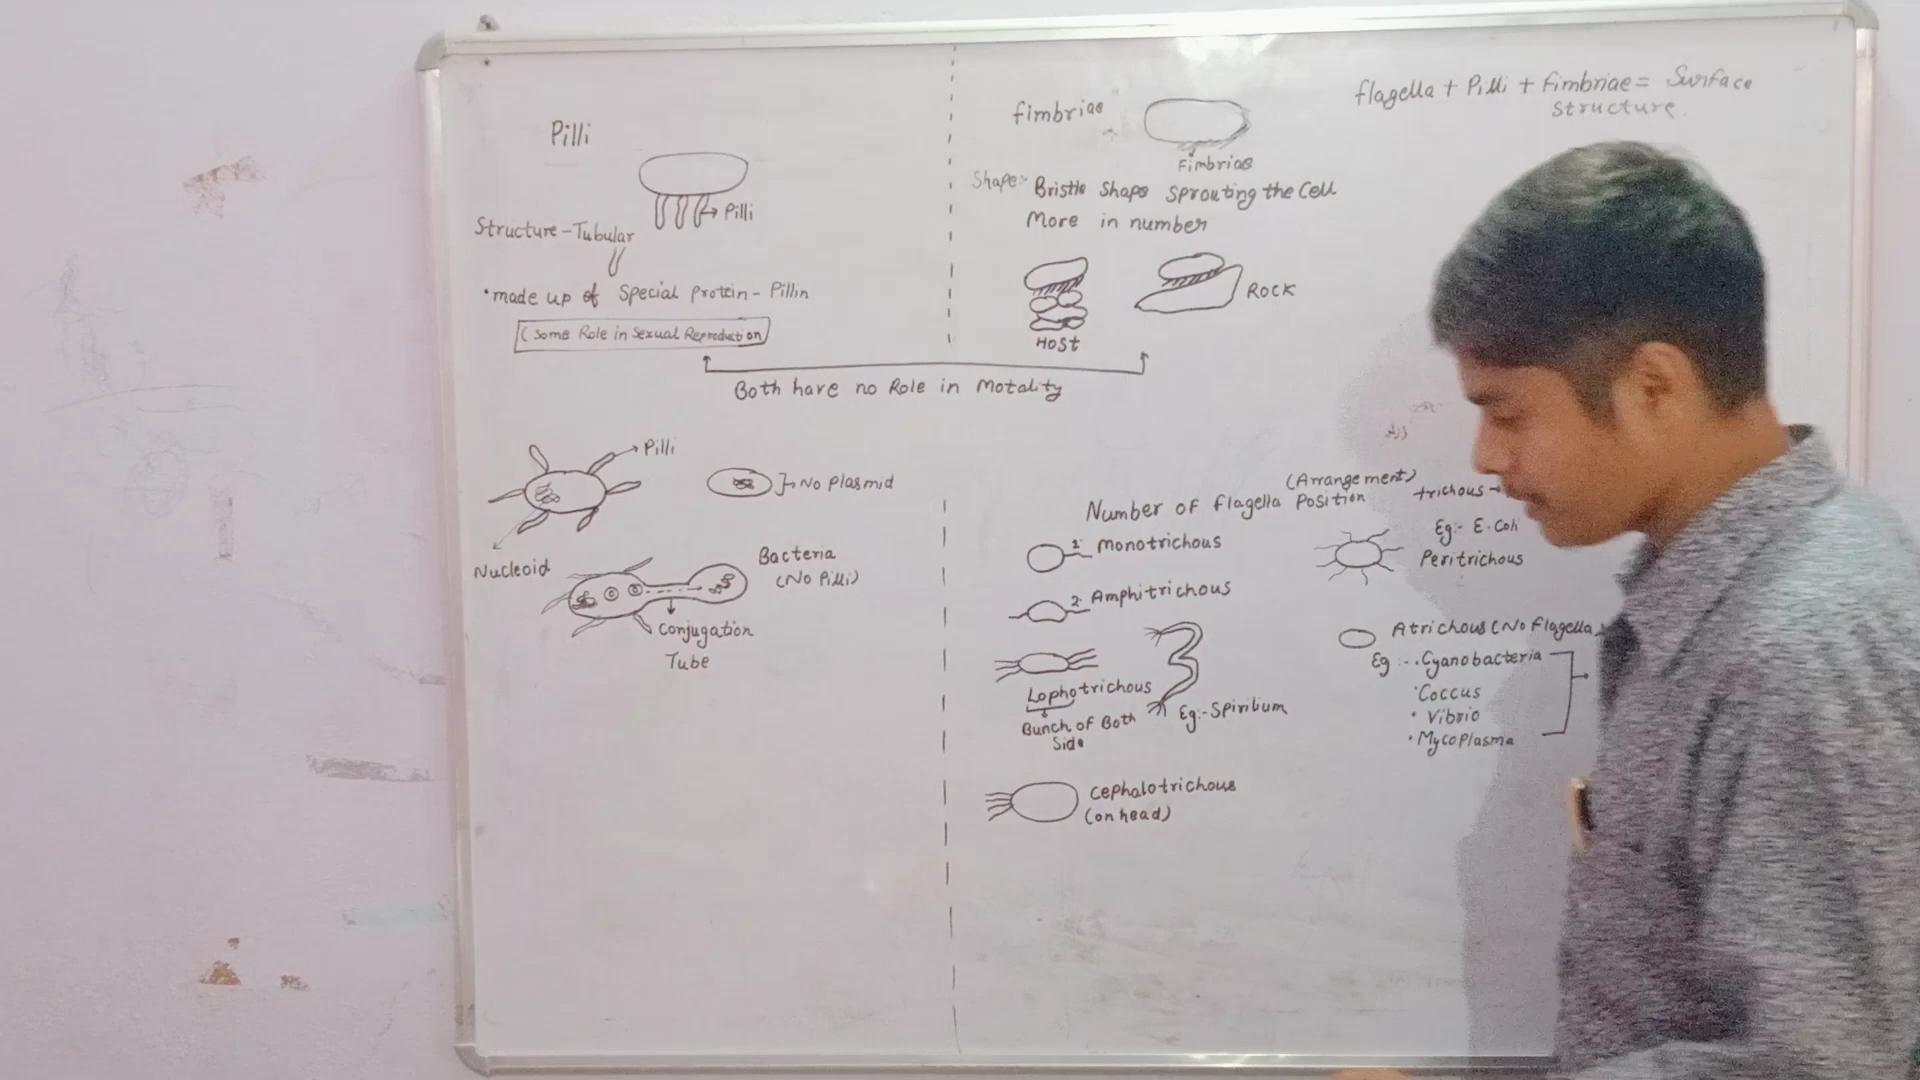 Pilli
Pilli
Structure - Tubular
• made up of Special Protein - Pillin
(Some Role in Sexual Reproduction)
fimbriae
Fimbriae
Shape:- Bristle Shape Sprouting the Cell
More in number
HOST
ROCK
flagella + Pilli + fimbriae = Surface
Structure.
Both have no Role in Motality
Pilli
No Plasmid
Nucleoid
Bacteria
(No Pilli)
Conjugation
Tube
(Arrangement)
Number of flagella Position
trichous
1. Monotrichous
2. Amphitrichous
Lophotrichous
Bunch of Both
Side
Eg:- Spirilium
Cephalotrichous
(on head)
Eg:- E.Coli
Peritrichous
Atrichous (No flagella)
Eg:- . Cyanobacteria
• Coccus
• Vibrio
• Mycoplasma